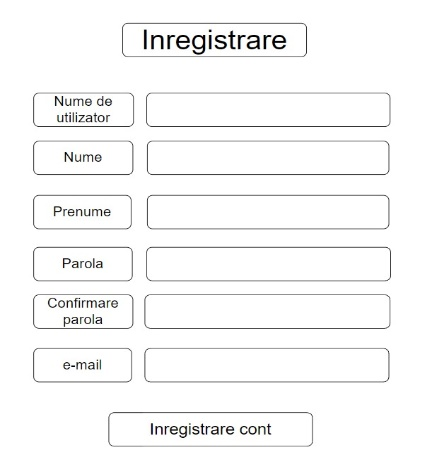 Inregistrare
Nume de
utilizator
Nume
Prenume
Parola
Confirmare
parola
e-mail
Inregistrare cont